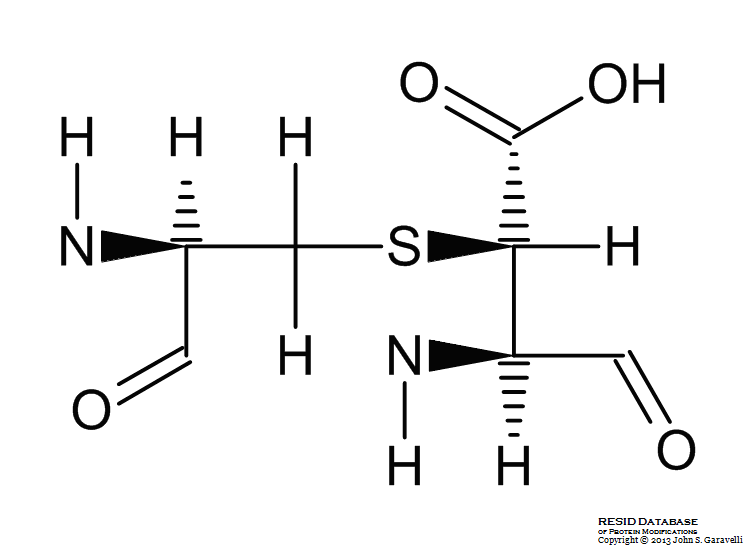 O
OH
H H H
N S H
H N
O
O
H H
RESID DATABASE
OF PROTEIN MODIFICATIONS
Copyright © 2013 John S. Garavelli